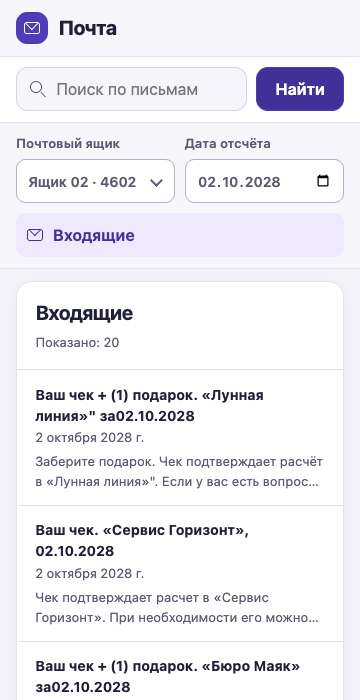 Почта
Поиск по письмам
Найти
Почтовый ящик
Дата отсчёта
Ящик 02 · 4602
02.10.2028
Входящие
Входящие
Показано: 20
Ваш чек + (1) подарок. «Лунная
линия»" за02.10.2028
2 октября 2028 г.
Заберите подарок. Чек подтверждает расчёт
в «Лунная линия»". Если у вас есть вопрос…
Ваш чек. «Сервис Горизонт»,
02.10.2028
2 октября 2028 г.
Чек подтверждает расчет в «Сервис
Горизонт». При необходимости его можно…
Ваш чек + (1) подарок. «Бюро Маяк»
за02.10.2028